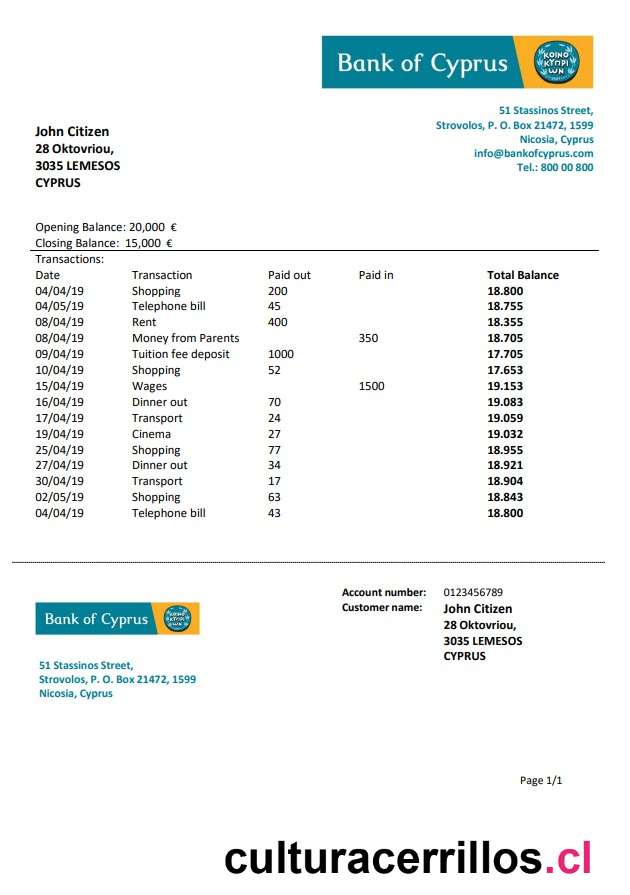 Bank of Cyprus
ΚΟΙΝΟ
ΚΥΠΡΙ
ΩΝ
51 Stassinos Street,
Strovolos, P. O. Box 21472, 1599
Nicosia, Cyprus
info@bankofcyprus.com
Tel.: 800 00 800
John Citizen
28 Oktovriou,
3035 LEMESOS
CYPRUS
Opening Balance: 20,000 €
Closing Balance: 15,000 €
Transactions:
Date Transaction Paid out Paid in Total Balance
04/04/19 Shopping 200 18.800
04/05/19 Telephone bill 45 18.755
08/04/19 Rent 400 18.355
08/04/19 Money from Parents 350 18.705
09/04/19 Tuition fee deposit 1000 17.705
10/04/19 Shopping 52 17.653
15/04/19 Wages 1500 19.153
16/04/19 Dinner out 70 19.083
17/04/19 Transport 24 19.059
19/04/19 Cinema 27 19.032
25/04/19 Shopping 77 18.955
27/04/19 Dinner out 34 18.921
30/04/19 Transport 17 18.904
02/05/19 Shopping 63 18.843
04/04/19 Telephone bill 43 18.800
Account number: 0123456789
Customer name: John Citizen
28 Oktovriou,
3035 LEMESOS
CYPRUS
Bank of Cyprus
ΚΟΙΝΟ
ΚΥΠΡΙ
ΩΝ
51 Stassinos Street,
Strovolos, P. O. Box 21472, 1599
Nicosia, Cyprus
Page 1/1
culturacerrillos.cl